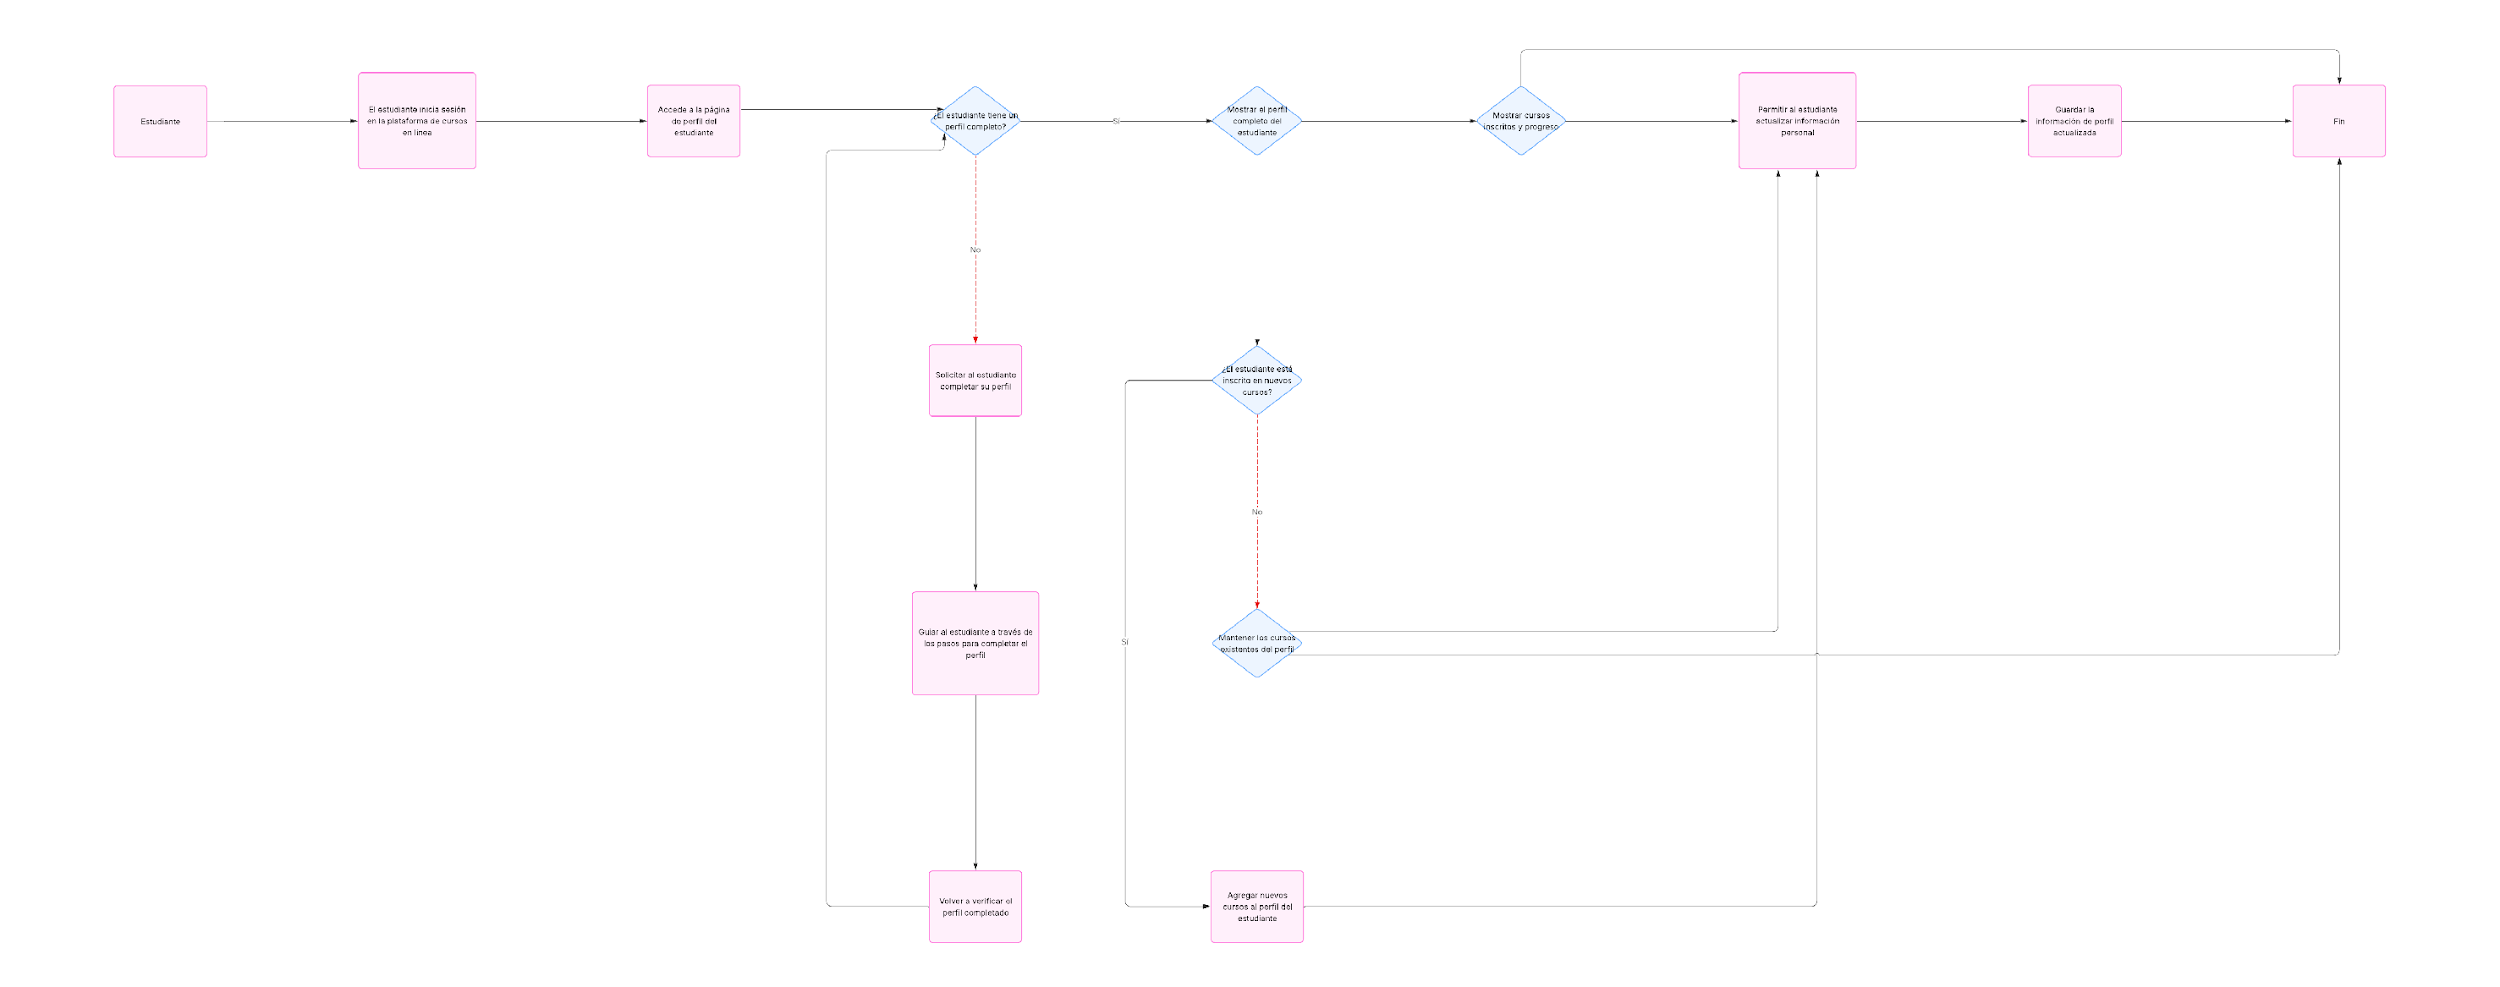 Estudiante
El estudiante inicia sesión
en la plataforma de cursos
en línea
Accede a la página
de perfil del
estudiante
¿El estudiante tiene un
perfil completo?
Sí
Mostrar el perfil
completo del
estudiante
Mostrar cursos
inscritos y progreso
Permitir al estudiante
actualizar información
personal
Guardar la
información de perfil
actualizada
Fin
No
Solicitar al estudiante
completar su perfil
¿El estudiante está
inscrito en nuevos
cursos?
No
Guiar al estudiante a través de
los pasos para completar el
perfil
Sí
Mantener los cursos
existentes del perfil
Volver a verificar el
perfil completado
Agregar nuevos
cursos al perfil del
estudiante